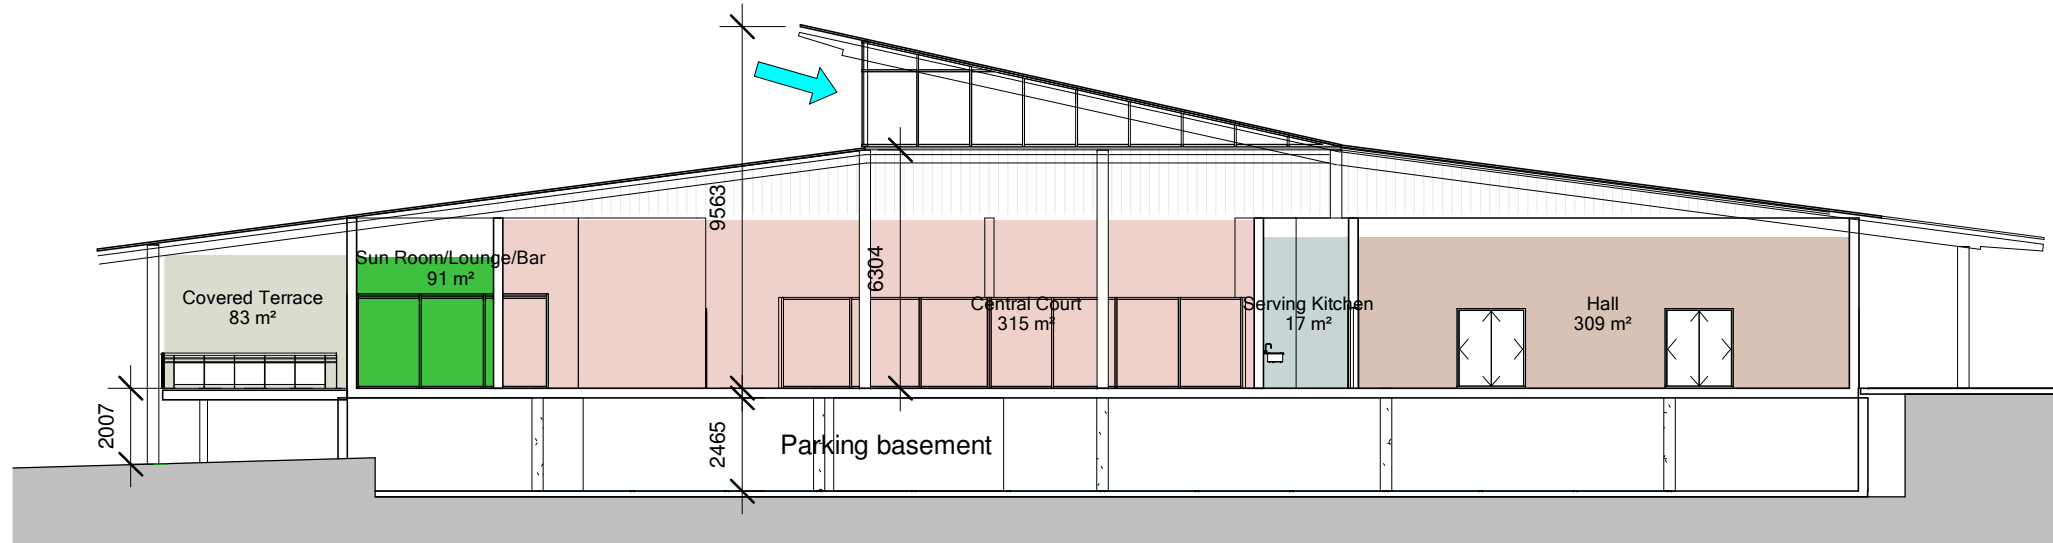 9563
6304
Sun Room/Lounge/Bar
91 m²
Covered Terrace
83 m²
Central Court
315 m²
Serving Kitchen
17 m²
Hall
309 m²
2007
2465
Parking basement